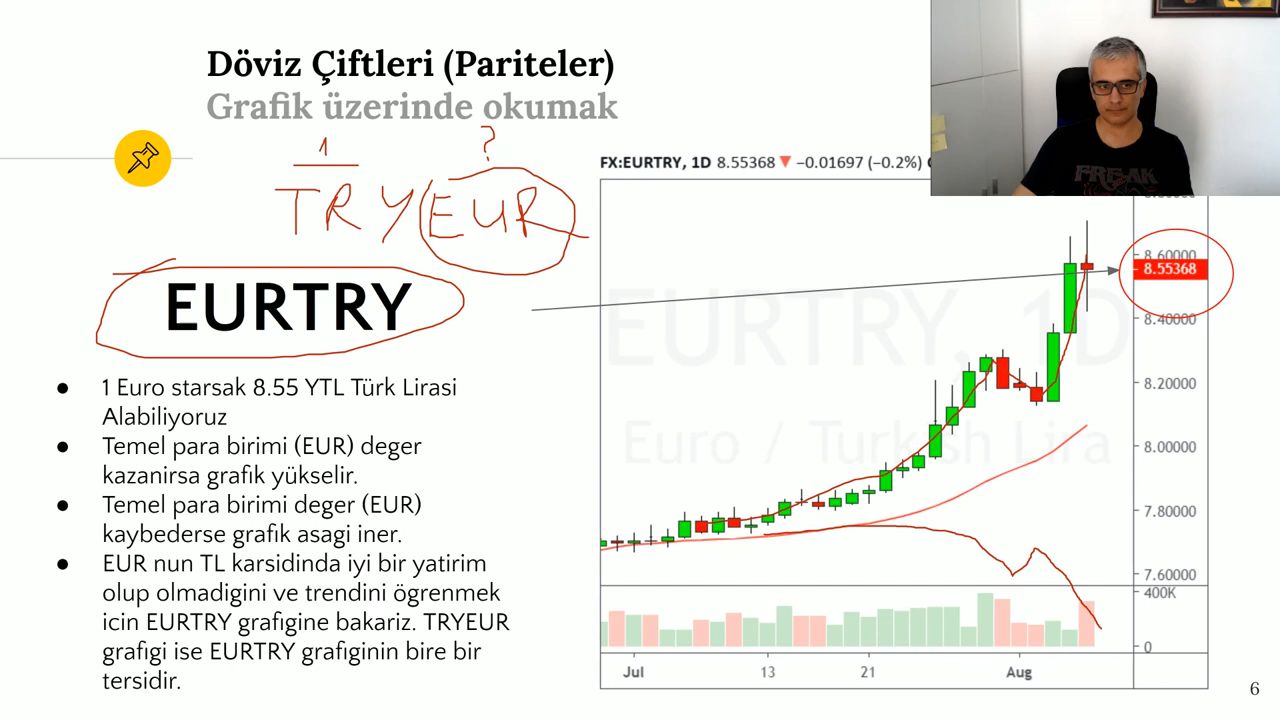 Döviz Çiftleri (Pariteler)
Grafik üzerinde okumak
1
?
TRYEUR
EURTRY
● 1 Euro starsak 8.55 YTL Türk Lirasi
Alabiliyoruz
● Temel para birimi (EUR) deger
kazanirsa grafik yükselir.
● Temel para birimi deger (EUR)
kaybederse grafik asagi iner.
● EUR nun TL karsidinda iyi bir yatirim
olup olmadigini ve trendini ögrenmek
icin EURTRY grafigine bakariz. TRYEUR
grafigi ise EURTRY grafiginin bire bir
tersidir.
FX:EURTRY, 1D 8.55368 ▼ −0.01697 (−0.2%)
EURTRY, 1D
Euro / Turkish Lira
8.60000
8.55368
8.40000
8.20000
8.00000
7.80000
7.60000
400K
0
Jul 13 21 Aug
FREAK
6